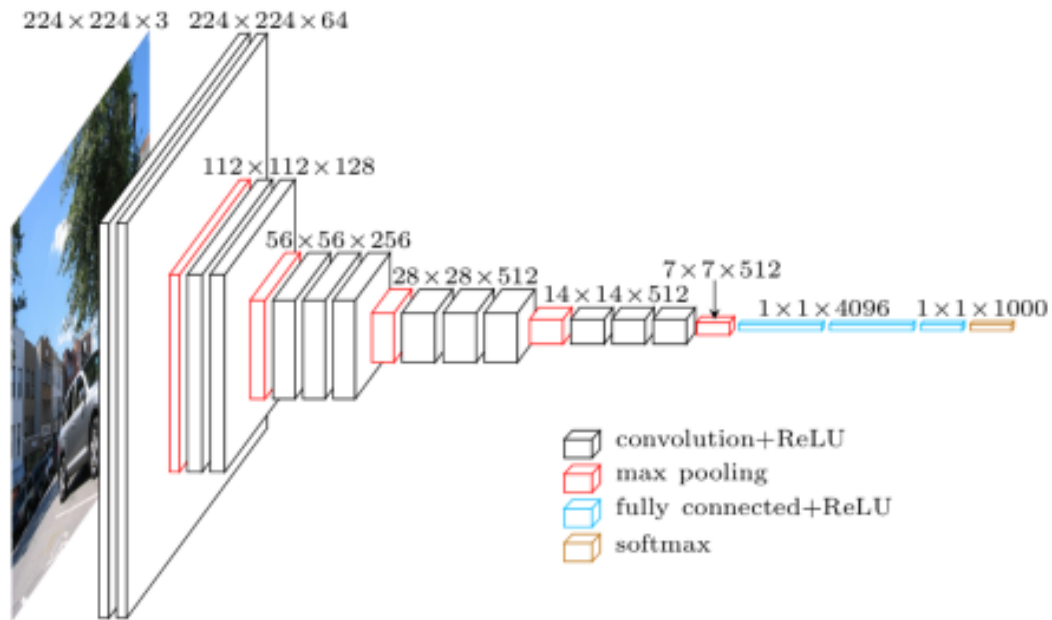 224×224×3
224×224×64
112×112×128
56×56×256
28×28×512
14×14×512
7×7×512
1×1×4096
1×1×1000
convolution+ReLU
max pooling
fully connected+ReLU
softmax